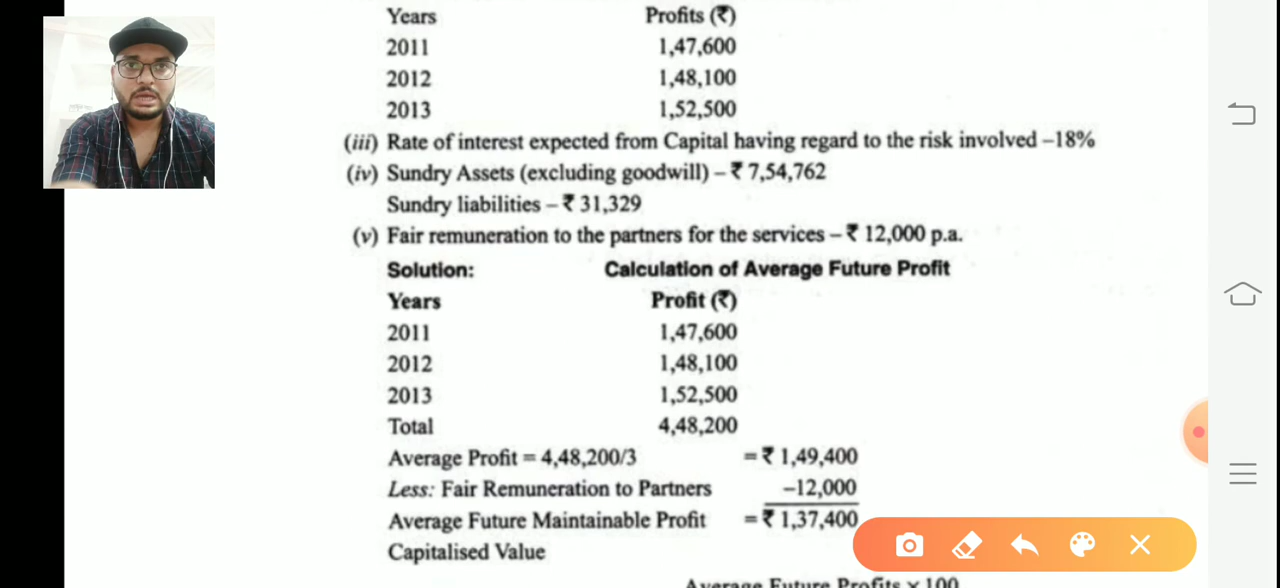 Years Profits (₹)
2011 1,47,600
2012 1,48,100
2013 1,52,500
(iii) Rate of interest expected from Capital having regard to the risk involved –18%
(iv) Sundry Assets (excluding goodwill) – ₹ 7,54,762
Sundry liabilities – ₹ 31,329
(v) Fair remuneration to the partners for the services – ₹ 12,000 p.a.
Solution: Calculation of Average Future Profit
Years Profit (₹)
2011 1,47,600
2012 1,48,100
2013 1,52,500
Total 4,48,200
Average Profit = 4,48,200/3 = ₹ 1,49,400
Less: Fair Remuneration to Partners –12,000
Average Future Maintainable Profit = ₹ 1,37,400
Capitalised Value
Average Future Profits × 100